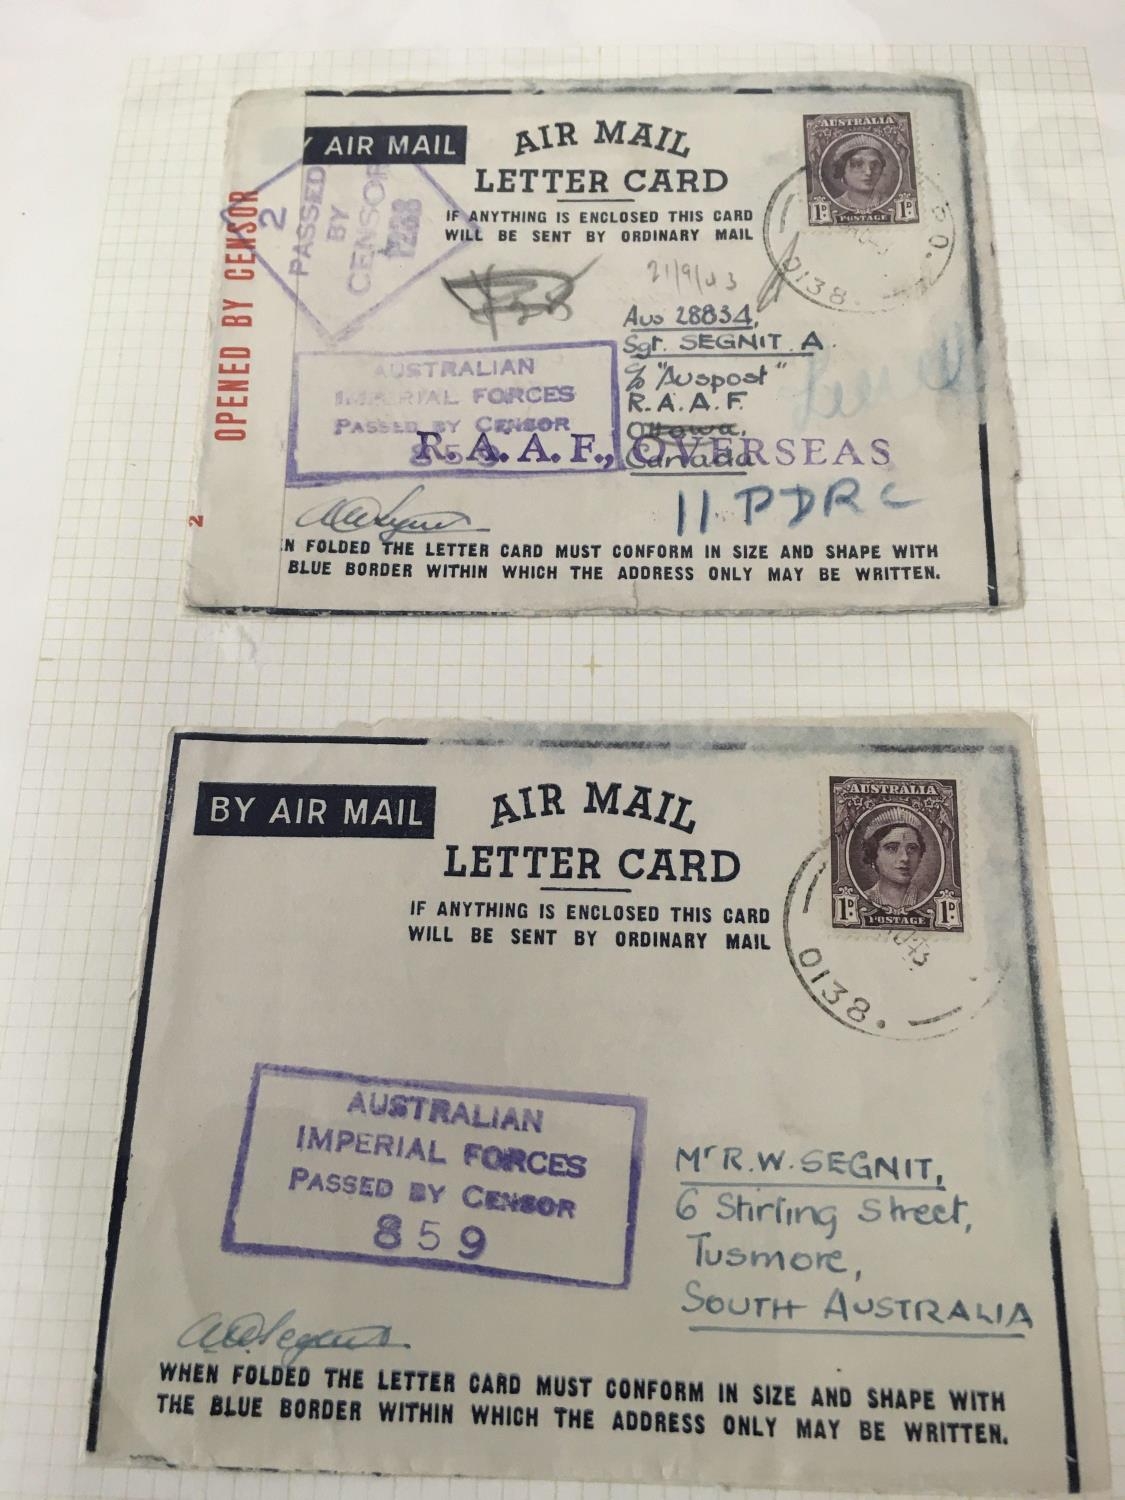 OPENED BY CENSOR
2
BY AIR MAIL
AIR MAIL
LETTER CARD
IF ANYTHING IS ENCLOSED THIS CARD
WILL BE SENT BY ORDINARY MAIL
AUSTRALIA
1D POSTAGE 1D
0138.
2
PASSED
BY
CENSOR
21/9/43
Aus 28834,
Sgt. SEGNIT. A.
c/o "Auspost"
R.A.A.F.
Ottawa,
Canada
AUSTRALIAN
IMPERIAL FORCES
PASSED BY CENSOR
859
R.A.A.F., OVERSEAS
11 PDRC
N FOLDED THE LETTER CARD MUST CONFORM IN SIZE AND SHAPE WITH
BLUE BORDER WITHIN WHICH THE ADDRESS ONLY MAY BE WRITTEN.
BY AIR MAIL
AIR MAIL
LETTER CARD
IF ANYTHING IS ENCLOSED THIS CARD
WILL BE SENT BY ORDINARY MAIL
AUSTRALIA
1D POSTAGE 1D
0138.
AUSTRALIAN
IMPERIAL FORCES
PASSED BY CENSOR
859
Mr R.W. SEGNIT,
6 Stirling Street,
Tusmore,
SOUTH AUSTRALIA
WHEN FOLDED THE LETTER CARD MUST CONFORM IN SIZE AND SHAPE WITH
THE BLUE BORDER WITHIN WHICH THE ADDRESS ONLY MAY BE WRITTEN.